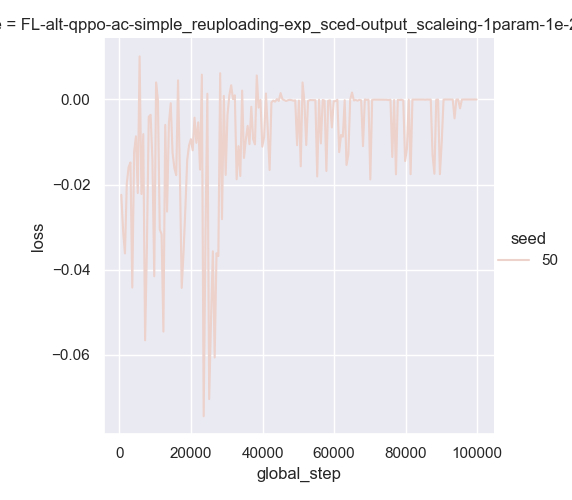 e = FL-alt-qppo-ac-simple_reuploading-exp_sced-output_scaleing-1param-1e-2
0.00
−0.02
−0.04
−0.06
loss
seed
50
0 20000 40000 60000 80000 100000
global_step